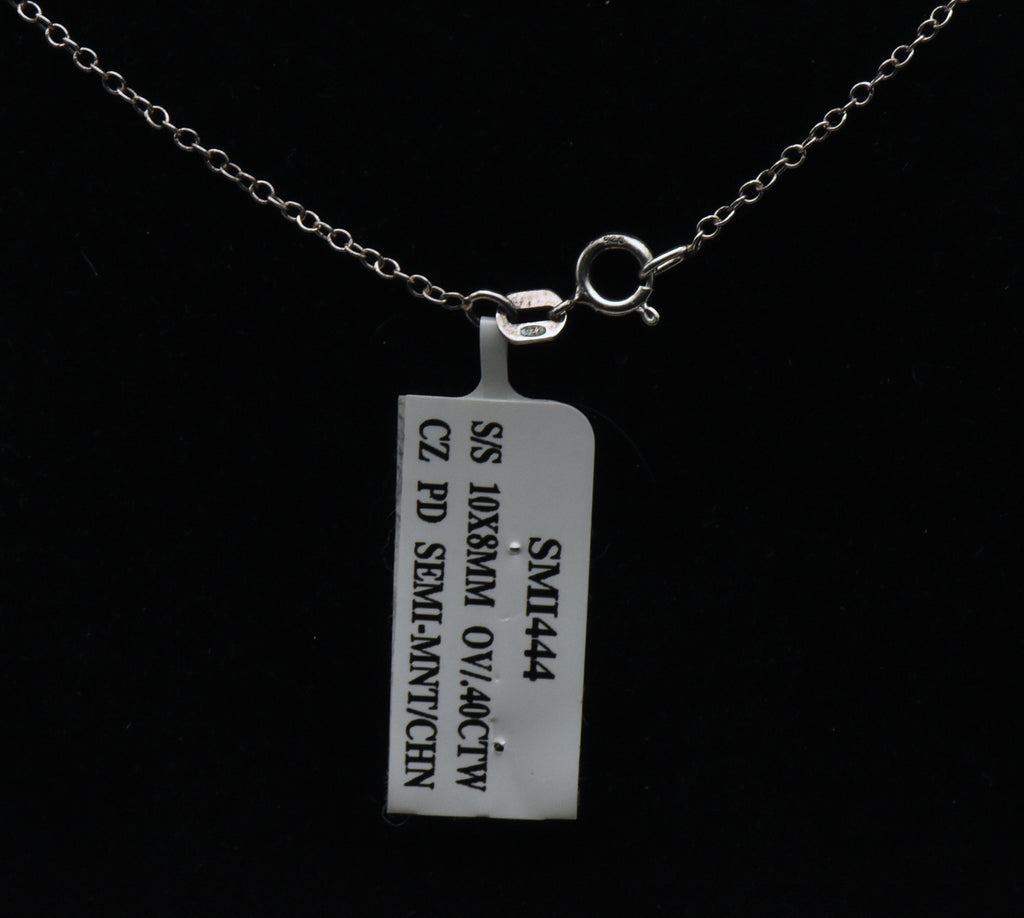 SMI444
S/S 10X8MM OV/.40CTW
CZ PD SEMI-MNT/CHN